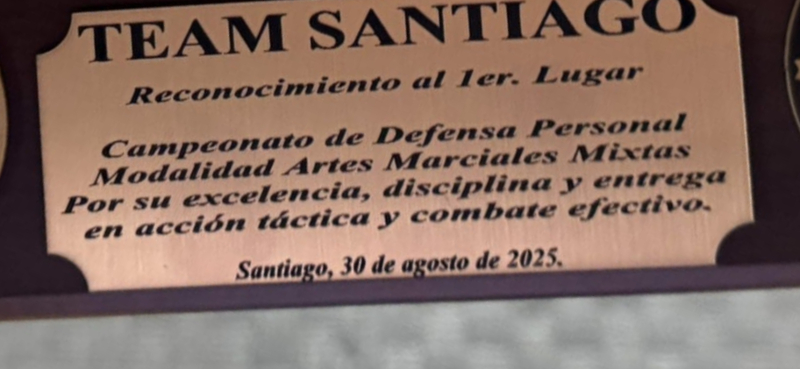 TEAM SANTIAGO
Reconocimiento al 1er. Lugar
Campeonato de Defensa Personal
Modalidad Artes Marciales Mixtas
Por su excelencia, disciplina y entrega
en acción táctica y combate efectivo.
Santiago, 30 de agosto de 2025.